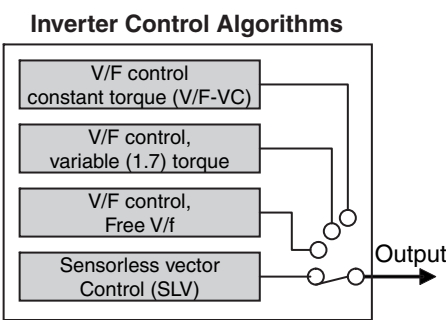 Inverter Control Algorithms
V/F control
constant torque (V/F-VC)
V/F control,
variable (1.7) torque
V/F control,
Free V/f
Sensorless vector
Control (SLV)
Output